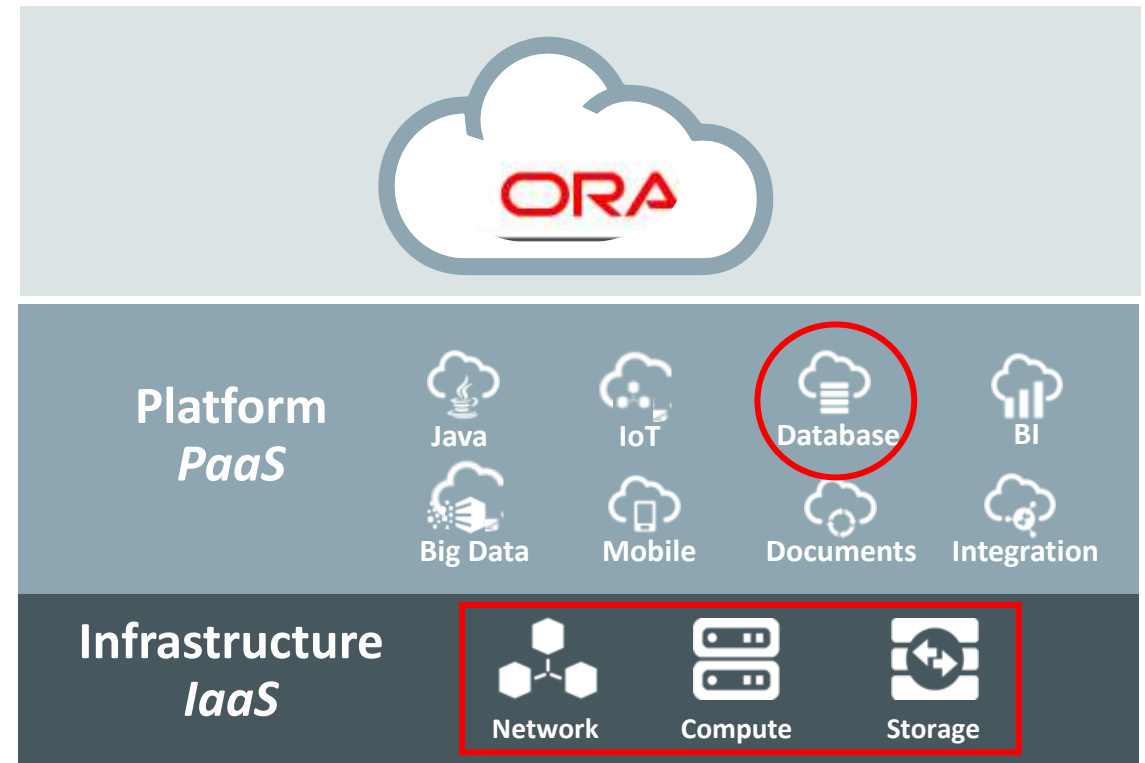 ORA
Platform
PaaS
Java
IoT
Database
BI
Big Data
Mobile
Documents
Integration
Infrastructure
IaaS
Network
Compute
Storage